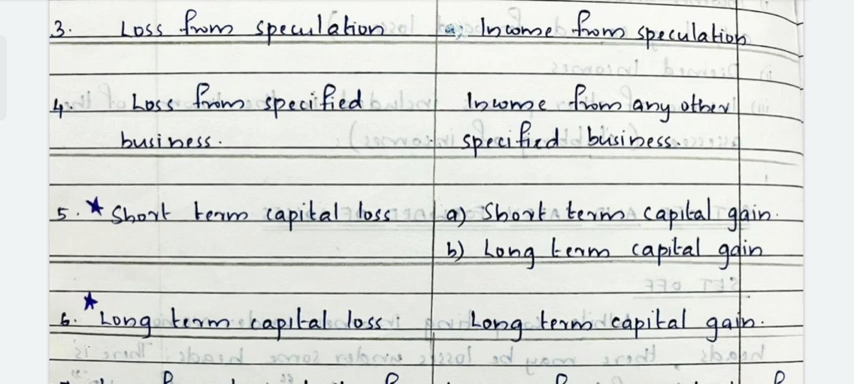 3. Loss from speculation a) Income from speculation
4. Loss from specified Income from any other
business. specified business.
5. ★ Short term capital loss a) Short term capital gain.
b) Long term capital gain
6. ★ Long term capital loss Long term capital gain.